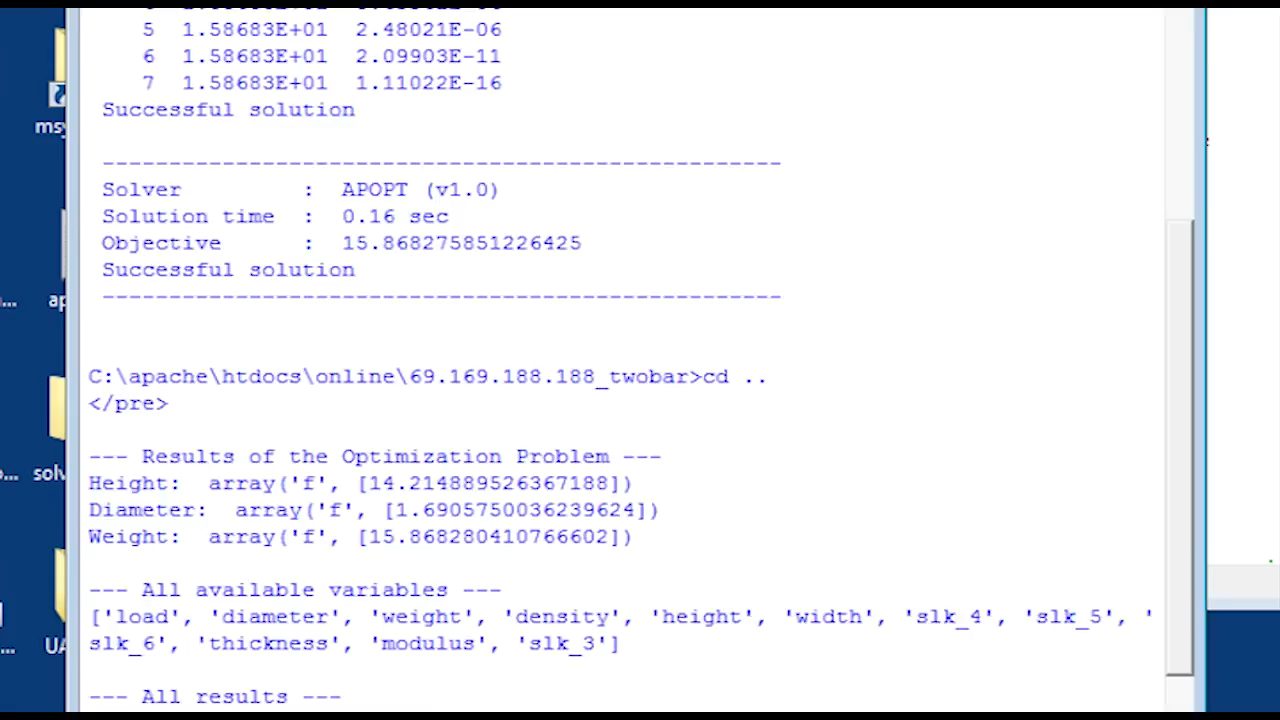 5 1.58683E+01 2.48021E-06
6 1.58683E+01 2.09903E-11
7 1.58683E+01 1.11022E-16
Successful solution
---------------------------------------------------
Solver : APOPT (v1.0)
Solution time : 0.16 sec
Objective : 15.868275851226425
Successful solution
---------------------------------------------------
C:\apache\htdocs\online\69.169.188.188_twobar>cd ..
</pre>
--- Results of the Optimization Problem ---
Height: array('f', [14.214889526367188])
Diameter: array('f', [1.6905750036239624])
Weight: array('f', [15.868280410766602])
--- All available variables ---
['load', 'diameter', 'weight', 'density', 'height', 'width', 'slk_4', 'slk_5', '
slk_6', 'thickness', 'modulus', 'slk_3']
--- All results ---
msy
ap
solv
UA